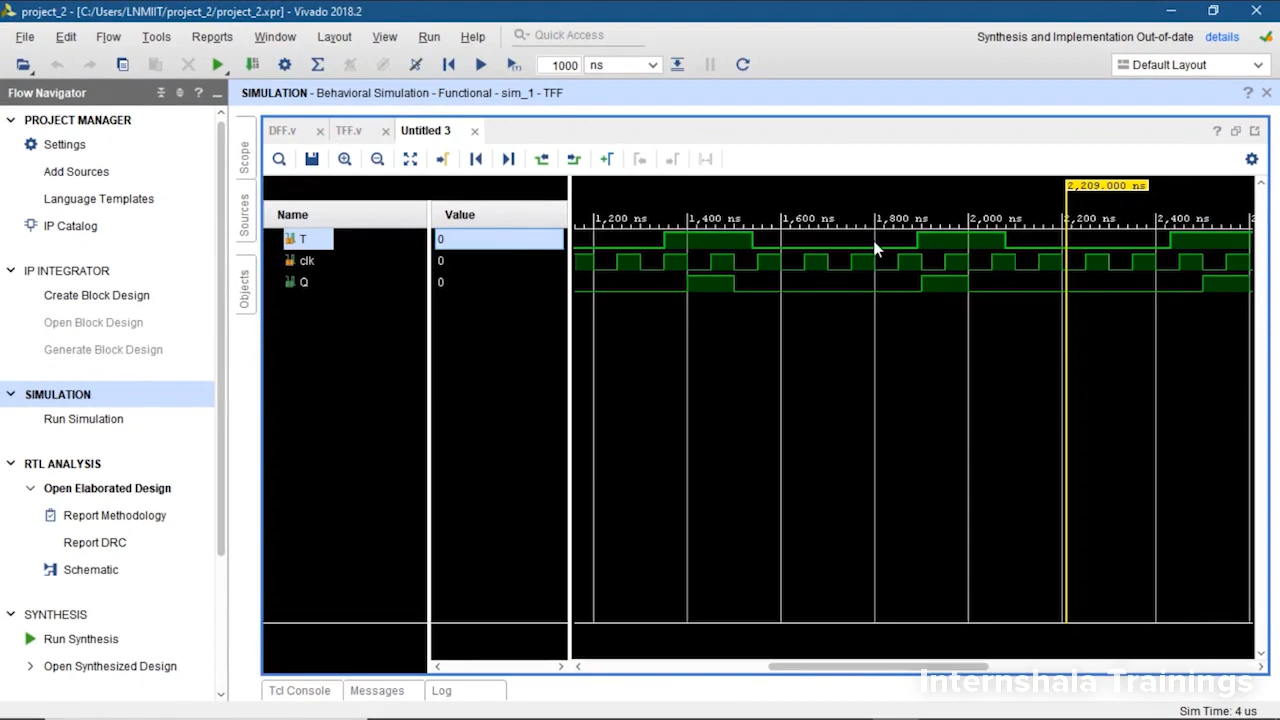 project_2 - [C:/Users/LNMIIT/project_2/project_2.xpr] - Vivado 2018.2
File Edit Flow Tools Reports Window Layout View Run Help Quick Access
Synthesis and Implementation Out-of-date details
1000 ns
Default Layout
Flow Navigator
SIMULATION - Behavioral Simulation - Functional - sim_1 - TFF
PROJECT MANAGER
Settings
Add Sources
Language Templates
IP Catalog
IP INTEGRATOR
Create Block Design
Open Block Design
Generate Block Design
SIMULATION
Run Simulation
RTL ANALYSIS
Open Elaborated Design
Report Methodology
Report DRC
Schematic
SYNTHESIS
Run Synthesis
Open Synthesized Design
Scope
Sources
Objects
DFF.v TFF.v Untitled 3
2,209.000 ns
Name Value
1,200 ns 1,400 ns 1,600 ns 1,800 ns 2,000 ns 2,200 ns 2,400 ns
T 0
clk 0
Q 0
Tcl Console Messages Log
Internshala Trainings
Sim Time: 4 us